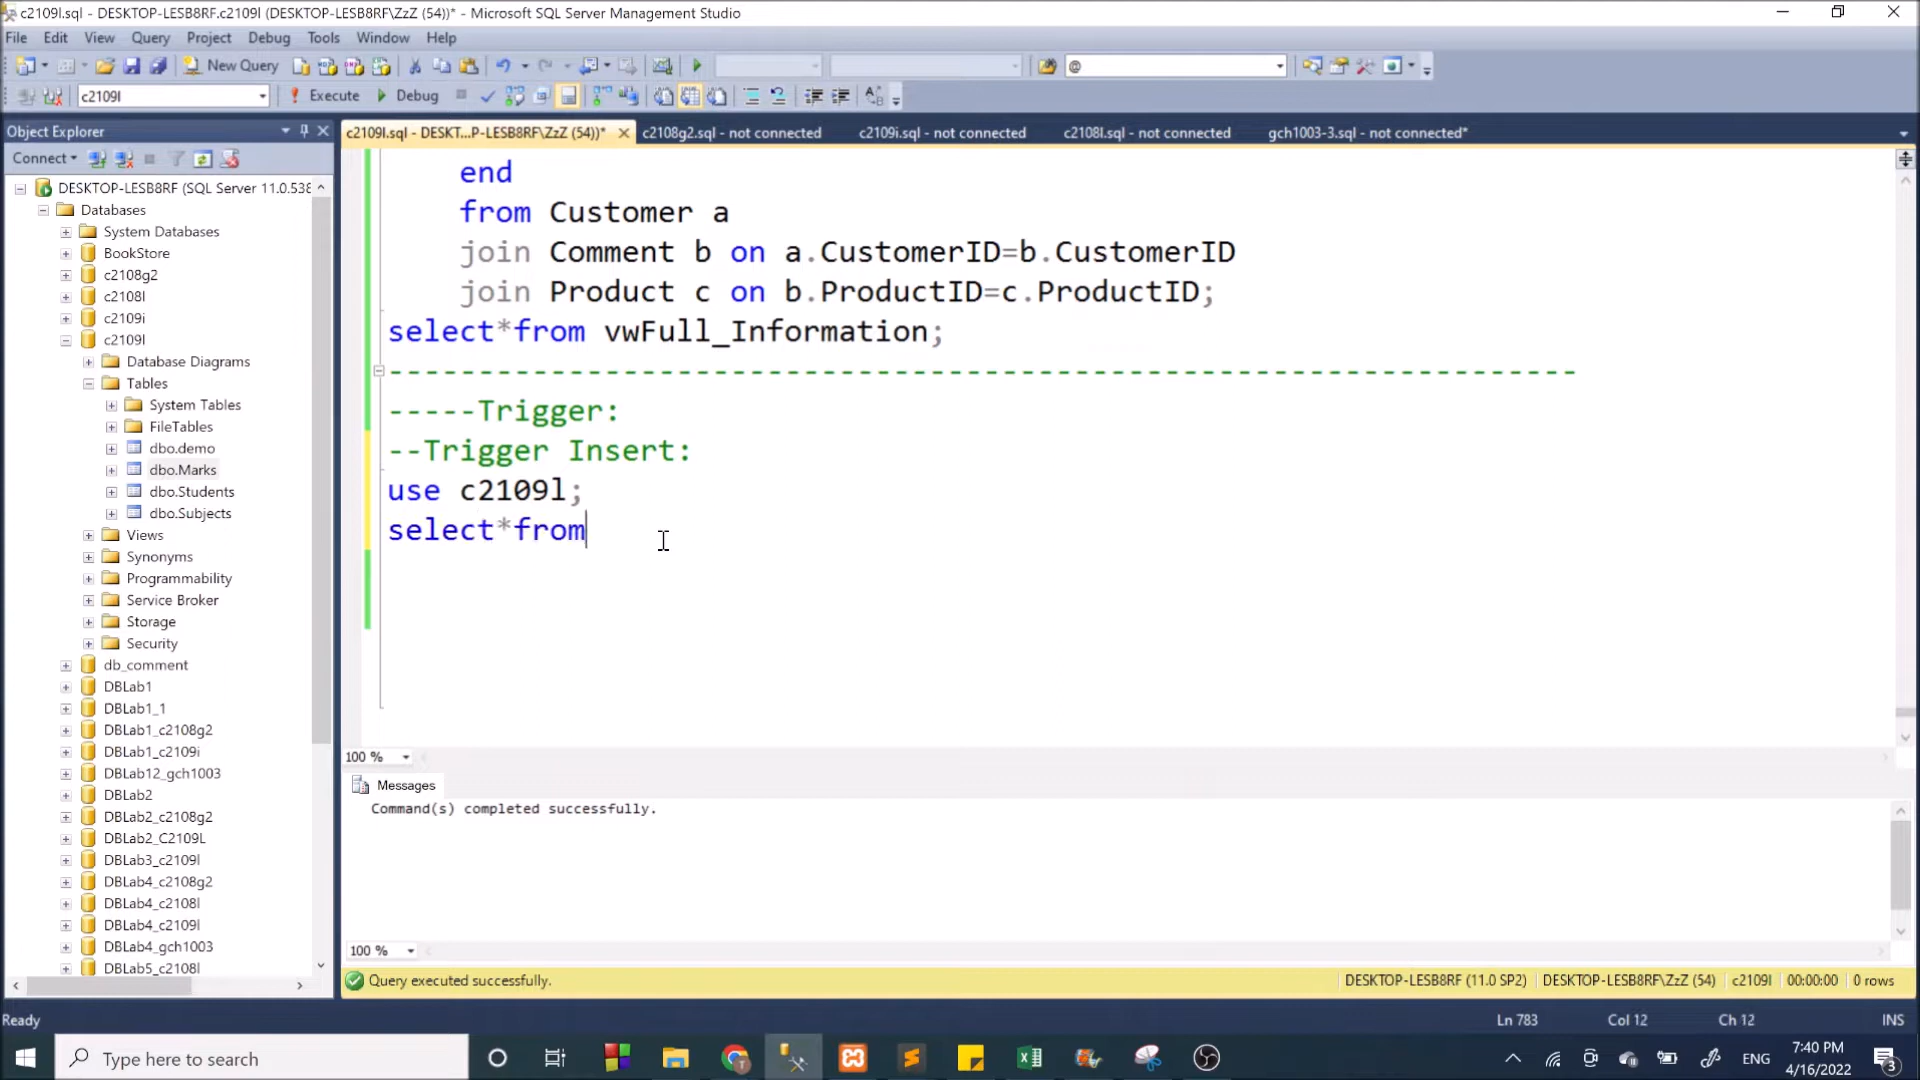 c2109l.sql - DESKTOP-LESB8RF.c2109l (DESKTOP-LESB8RF\ZzZ (54))* - Microsoft SQL Server Management Studio
File Edit View Query Project Debug Tools Window Help
New Query @
c2109l Execute Debug
Object Explorer
Connect
DESKTOP-LESB8RF (SQL Server 11.0.538
Databases
System Databases
BookStore
c2108g2
c2108l
c2109i
c2109l
Database Diagrams
Tables
System Tables
FileTables
dbo.demo
dbo.Marks
dbo.Students
dbo.Subjects
Views
Synonyms
Programmability
Service Broker
Storage
Security
db_comment
DBLab1
DBLab1_1
DBLab1_c2108g2
DBLab1_c2109i
DBLab12_gch1003
DBLab2
DBLab2_c2108g2
DBLab2_C2109L
DBLab3_c2109l
DBLab4_c2108g2
DBLab4_c2108l
DBLab4_c2109l
DBLab4_gch1003
DBLab5_c2108l
c2109l.sql - DESKT...P-LESB8RF\ZzZ (54))* c2108g2.sql - not connected c2109i.sql - not connected c2108l.sql - not connected gch1003-3.sql - not connected*
end
from Customer a
join Comment b on a.CustomerID=b.CustomerID
join Product c on b.ProductID=c.ProductID;
select*from vwFull_Information;
------------------------------------------------------------------
-----Trigger:
--Trigger Insert:
use c2109l;
select*from
100 %
Messages
Command(s) completed successfully.
100 %
Query executed successfully. DESKTOP-LESB8RF (11.0 SP2) DESKTOP-LESB8RF\ZzZ (54) c2109l 00:00:00 0 rows
Ready Ln 783 Col 12 Ch 12 INS
Type here to search ENG 7:40 PM
4/16/2022 3